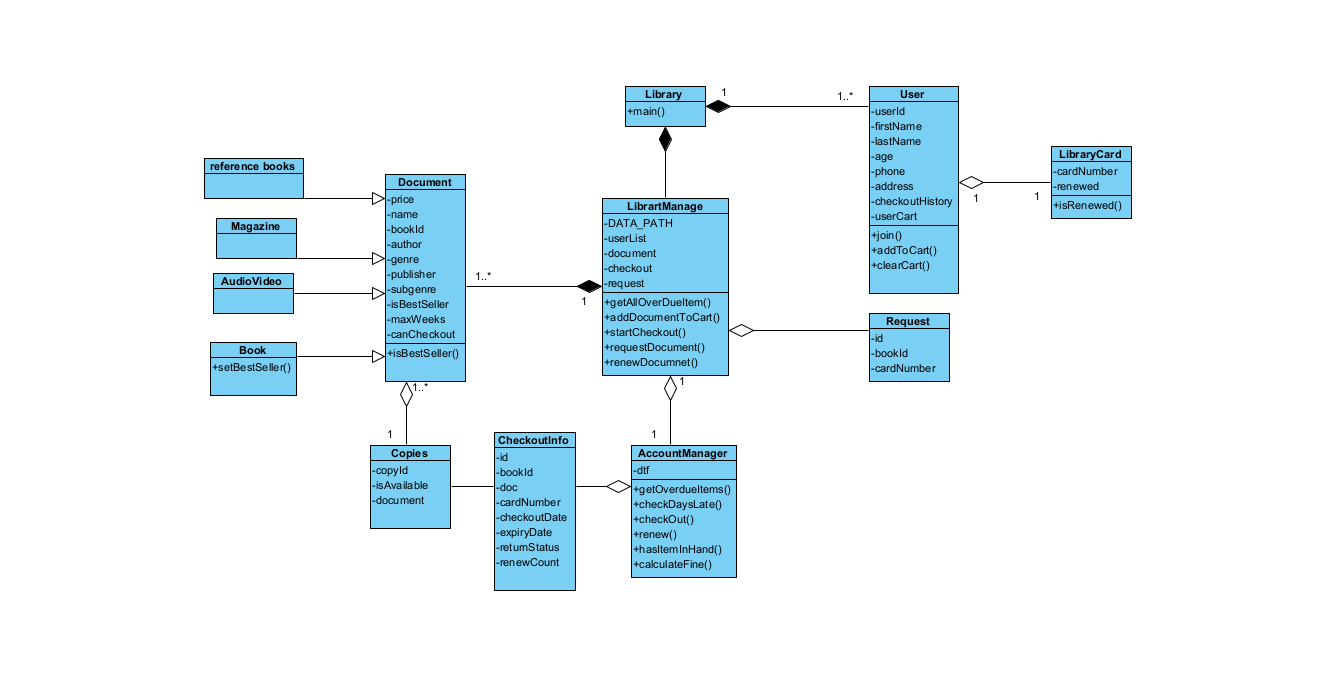 Library
+main()
1
1..*
User
-userId
-firstName
-lastName
-age
-phone
-address
-checkoutHistory
-userCart
+join()
+addToCart()
+clearCart()
1
1
LibraryCard
-cardNumber
-renewed
+isRenewed()
reference books
Magazine
AudioVideo
Book
+setBestSeller()
Document
-price
-name
-bookId
-author
-genre
-publisher
-subgenre
-isBestSeller
-maxWeeks
-canCheckout
+isBestSeller()
1..*
1
LibrartManage
-DATA_PATH
-userList
-document
-checkout
-request
+getAllOverDueItem()
+addDocumentToCart()
+startCheckout()
+requestDocument()
+renewDocumnet()
Request
-id
-bookId
-cardNumber
1..*
1
1
1
Copies
-copyId
-isAvailable
-document
CheckoutInfo
-id
-bookId
-doc
-cardNumber
-checkoutDate
-expiryDate
-returnStatus
-renewCount
AccountManager
-dtf
+getOverdueItems()
+checkDaysLate()
+checkOut()
+renew()
+hasItemInHand()
+calculateFine()